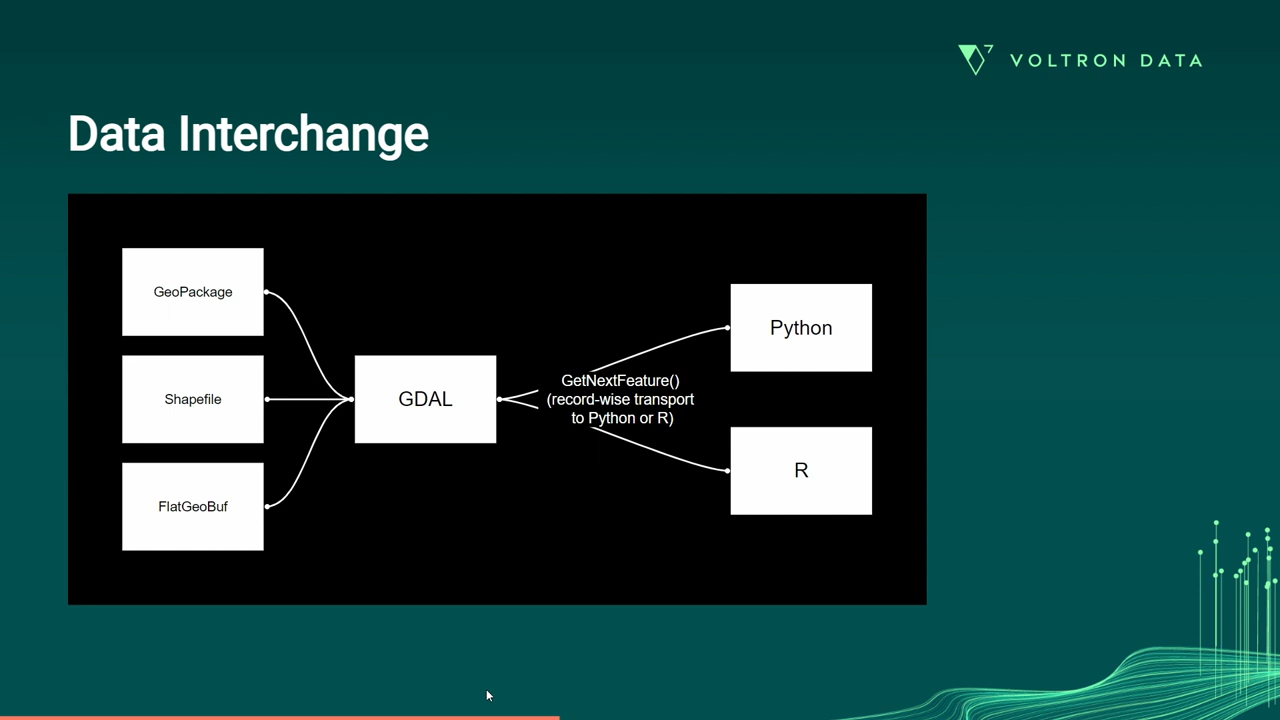 VOLTRON DATA
Data Interchange
GeoPackage
Shapefile
FlatGeoBuf
GDAL
GetNextFeature()
(record-wise transport
to Python or R)
Python
R